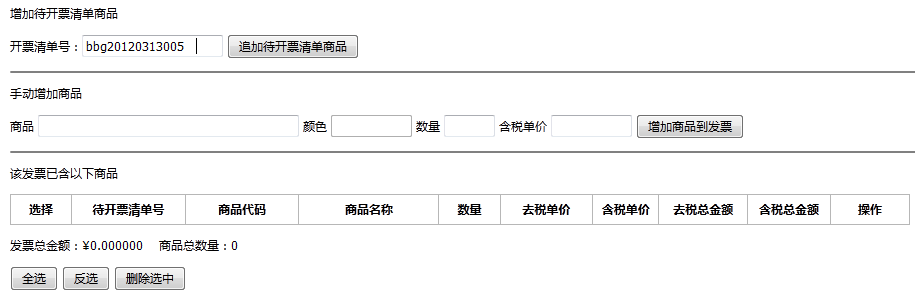 增加待开票清单商品
开票清单号：bbg20120313005 追加待开票清单商品
手动增加商品
商品 颜色 数量 含税单价 增加商品到发票
该发票已含以下商品
选择 待开票清单号 商品代码 商品名称 数量 去税单价 含税单价 去税总金额 含税总金额 操作
发票总金额：¥0.000000 商品总数量：0
全选 反选 删除选中